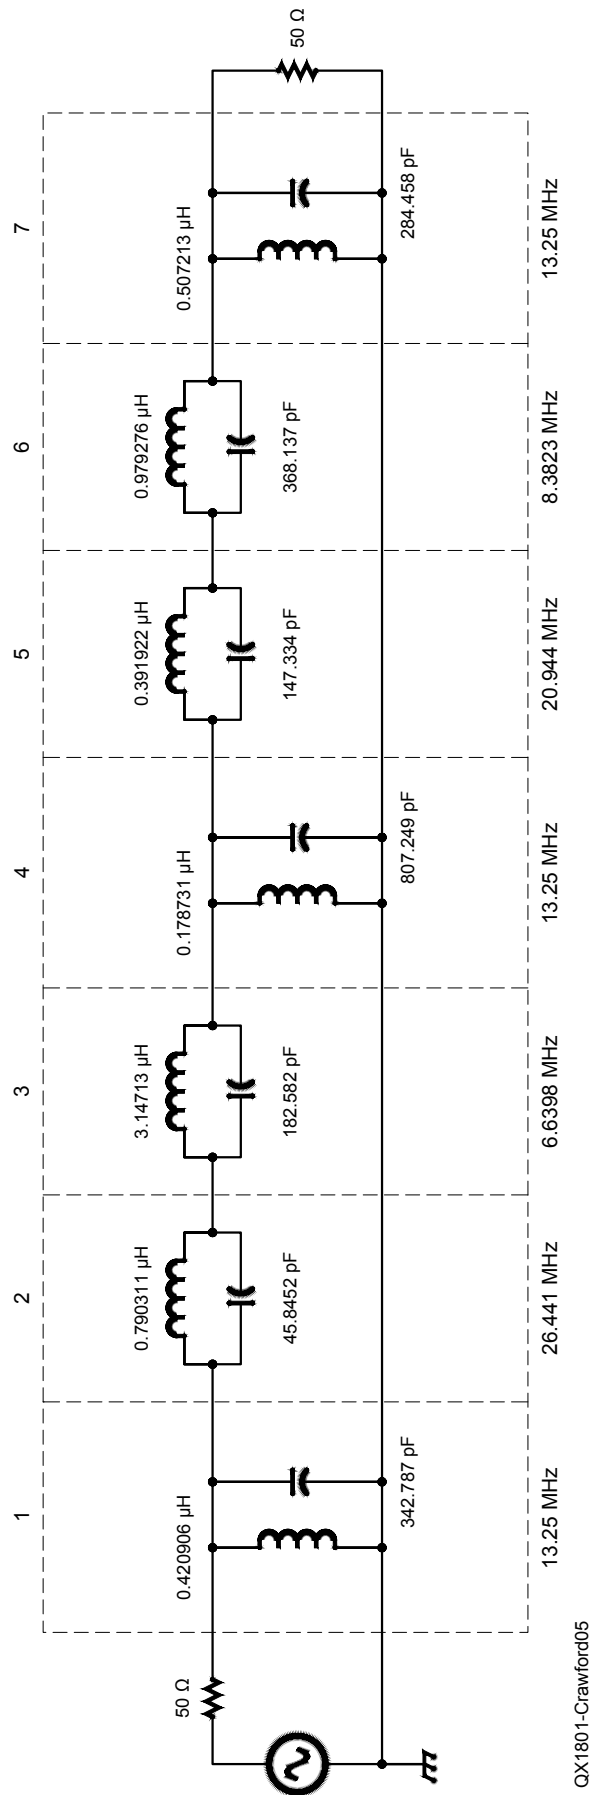 1
2
3
4
5
6
7
50 Ω
0.420906 µH
342.787 pF
0.790311 µH
45.8452 pF
3.14713 µH
182.582 pF
0.178731 µH
807.249 pF
0.391922 µH
147.334 pF
0.979276 µH
368.137 pF
0.507213 µH
284.458 pF
50 Ω
13.25 MHz
26.441 MHz
6.6398 MHz
13.25 MHz
20.944 MHz
8.3823 MHz
13.25 MHz
QX1801-Crawford05